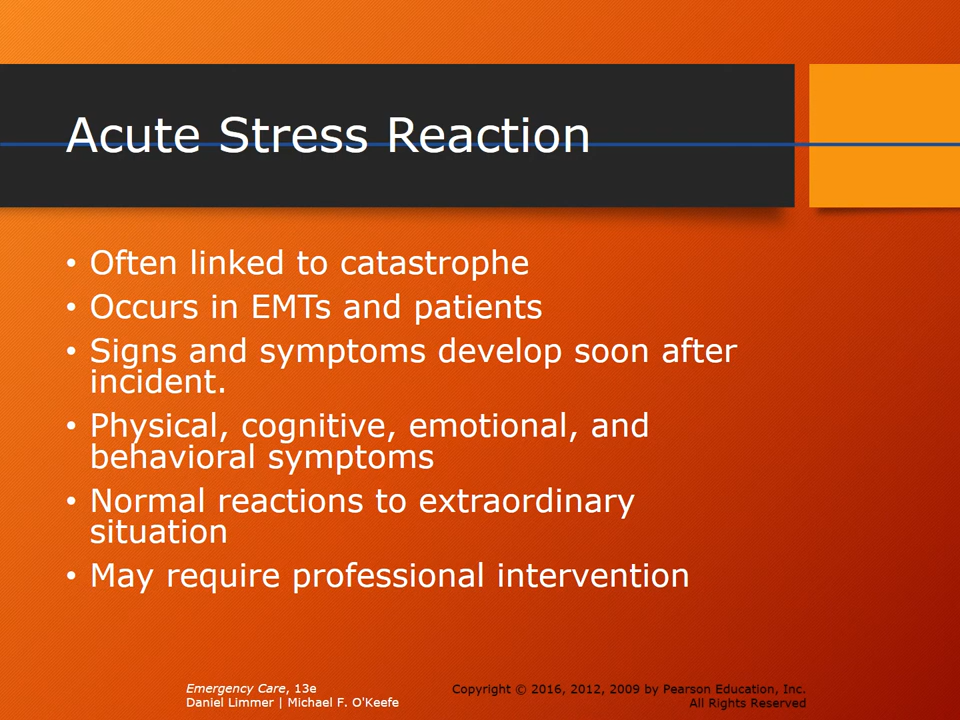 Acute Stress Reaction
• Often linked to catastrophe
• Occurs in EMTs and patients
• Signs and symptoms develop soon after
incident.
• Physical, cognitive, emotional, and
behavioral symptoms
• Normal reactions to extraordinary
situation
• May require professional intervention
Emergency Care, 13e
Daniel Limmer | Michael F. O'Keefe
Copyright © 2016, 2012, 2009 by Pearson Education, Inc.
All Rights Reserved